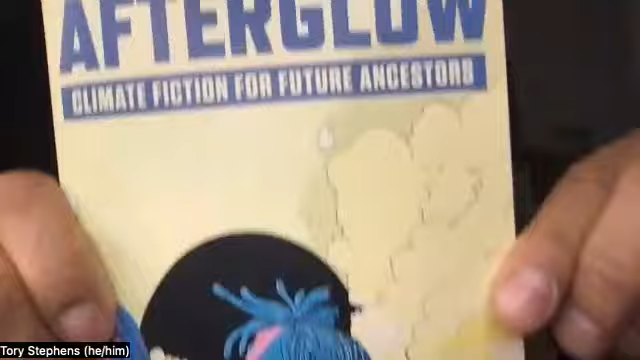 AFTERGLOW
CLIMATE FICTION FOR FUTURE ANCESTORS
Tory Stephens (he/him)